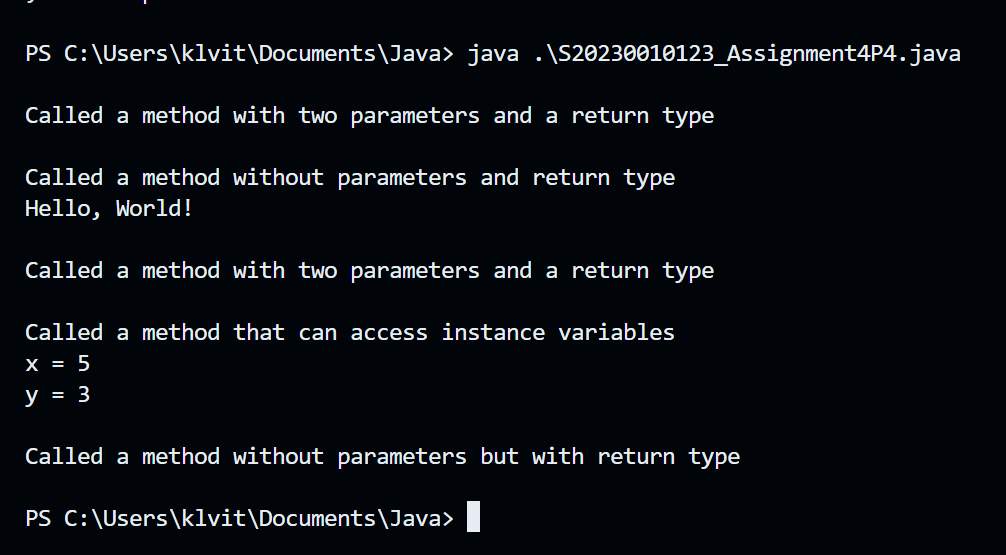 PS C:\Users\klvit\Documents\Java> java .\S20230010123_Assignment4P4.java
Called a method with two parameters and a return type
Called a method without parameters and return type
Hello, World!
Called a method with two parameters and a return type
Called a method that can access instance variables
x = 5
y = 3
Called a method without parameters but with return type
PS C:\Users\klvit\Documents\Java>